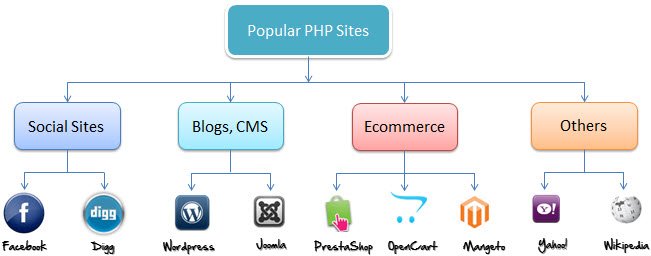 Popular PHP Sites
Social Sites
Blogs, CMS
Ecommerce
Others
f
digg
W
Y!
Facebook
Digg
Wordpress
Joomla
PrestaShop
OpenCart
Mangeto
Yahoo!
Wikipedia